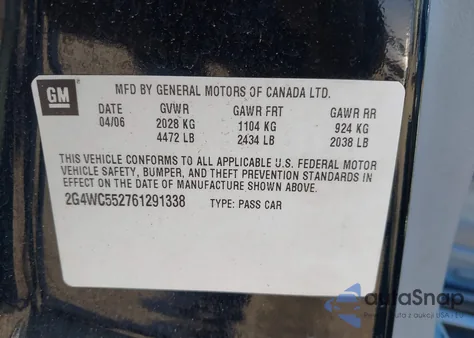 GM
MFD BY GENERAL MOTORS OF CANADA LTD.
DATE GVWR GAWR FRT GAWR RR
04/06 2028 KG 1104 KG 924 KG
4472 LB 2434 LB 2038 LB
THIS VEHICLE CONFORMS TO ALL APPLICABLE U.S. FEDERAL MOTOR
VEHICLE SAFETY, BUMPER, AND THEFT PREVENTION STANDARDS IN
EFFECT ON THE DATE OF MANUFACTURE SHOWN ABOVE.
2G4WC552761291338 TYPE: PASS CAR
autoSnap